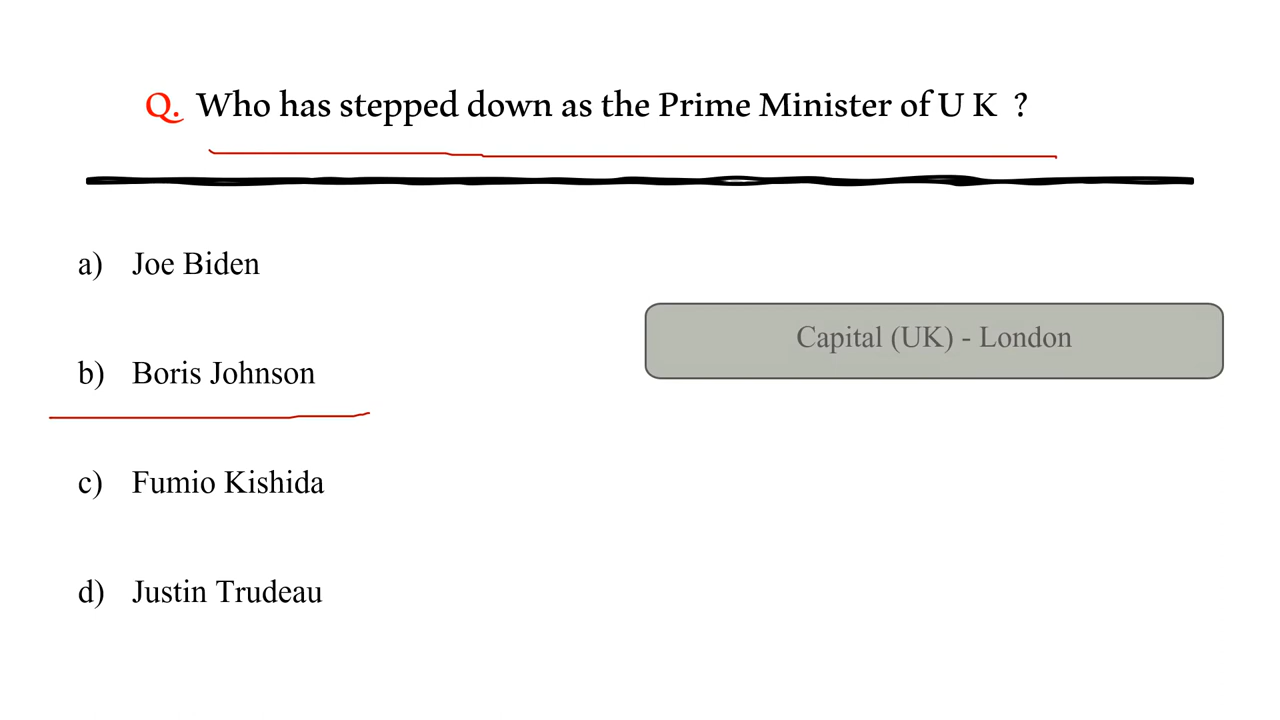 Q. Who has stepped down as the Prime Minister of U K ?
a) Joe Biden
Capital (UK) - London
b) Boris Johnson
c) Fumio Kishida
d) Justin Trudeau